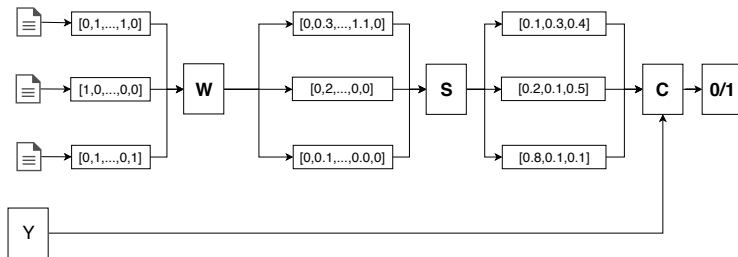 [0,1,...,1,0] [0,0.3,...,1.1,0] [0.1,0.3,0.4]
[1,0,...,0,0] W [0,2,...,0,0] S [0.2,0.1,0.5] C 0/1
[0,1,...,0,1] [0,0.1,...,0.0,0] [0.8,0.1,0.1]
Y